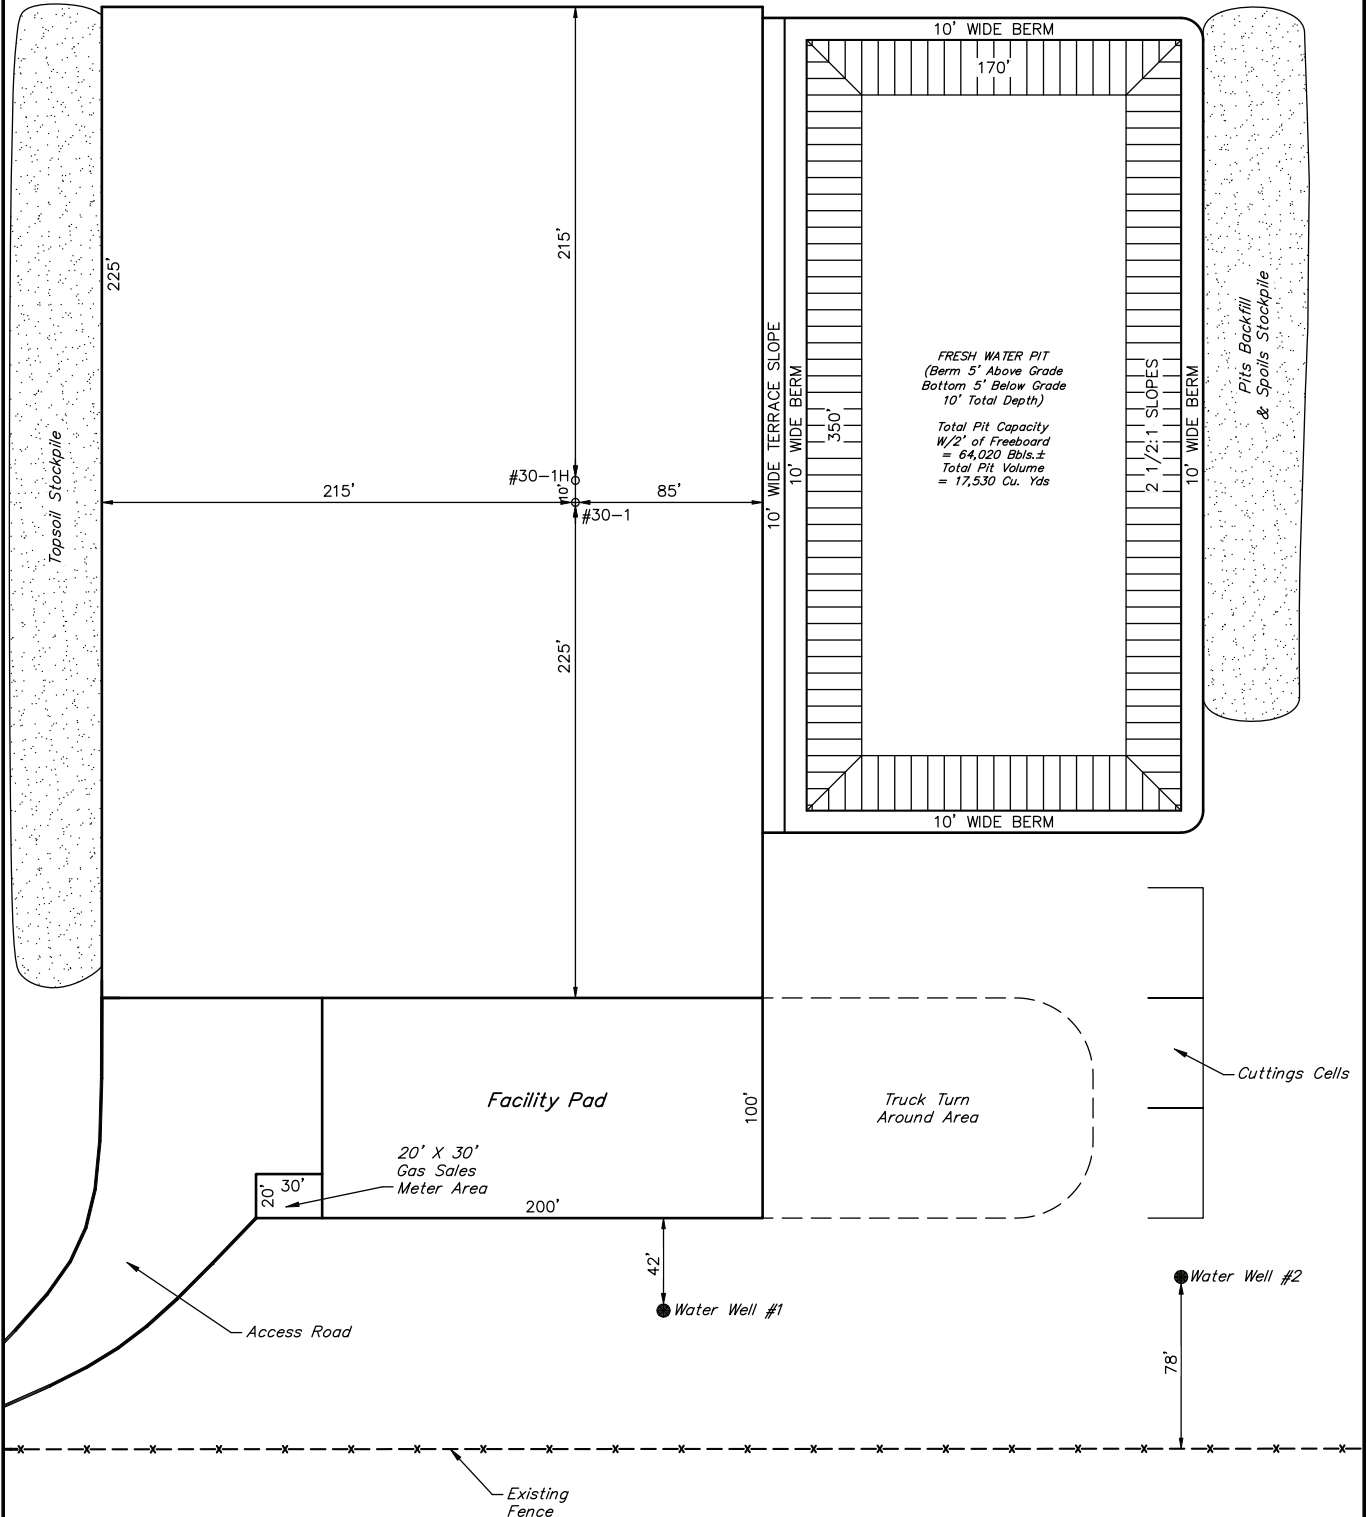 10' WIDE BERM
170'
215'
225'
Topsoil Stockpile
10' WIDE TERRACE SLOPE
10' WIDE BERM
350'
FRESH WATER PIT
(Berm 5' Above Grade
Bottom 5' Below Grade
10' Total Depth)
Total Pit Capacity
W/2' of Freeboard
= 64,020 Bbls.±
Total Pit Volume
= 17,530 Cu. Yds
2 1/2:1 SLOPES
10' WIDE BERM
Pits Backfill
& Spoils Stockpile
#30-1H
215'
10'
85'
#30-1
225'
10' WIDE BERM
Facility Pad
100'
Truck Turn
Around Area
Cuttings Cells
20' X 30'
Gas Sales
Meter Area
20'
30'
200'
42'
Water Well #1
Water Well #2
78'
Access Road
Existing
Fence